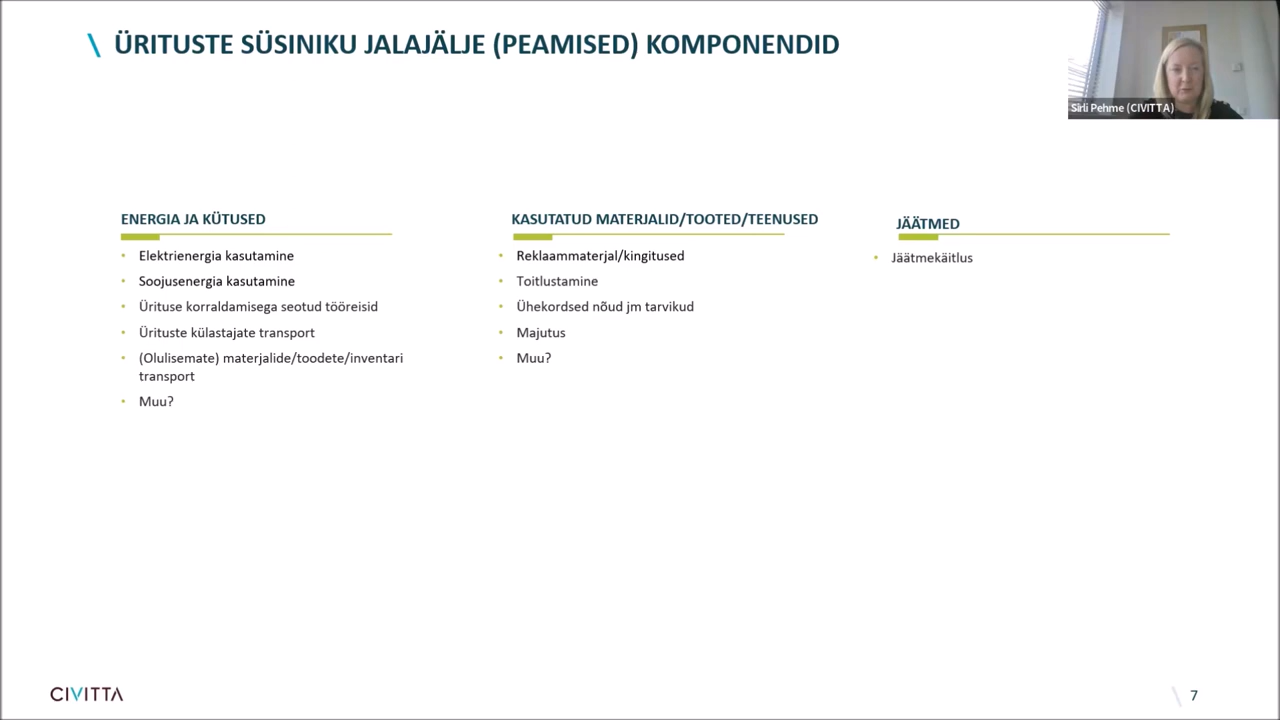 \ ÜRITUSTE SÜSINIKU JALAJÄLJE (PEAMISED) KOMPONENDID
Sirli Pehme (CIVITTA)
ENERGIA JA KÜTUSED
• Elektrienergia kasutamine
• Soojusenergia kasutamine
• Ürituse korraldamisega seotud tööreisid
• Ürituste külastajate transport
• (Olulisemate) materjalide/toodete/inventari
transport
• Muu?
KASUTATUD MATERJALID/TOOTED/TEENUSED
• Reklaammaterjal/kingitused
• Toitlustamine
• Ühekordsed nõud jm tarvikud
• Majutus
• Muu?
JÄÄTMED
• Jäätmekäitlus
CIVITTA
\ 7